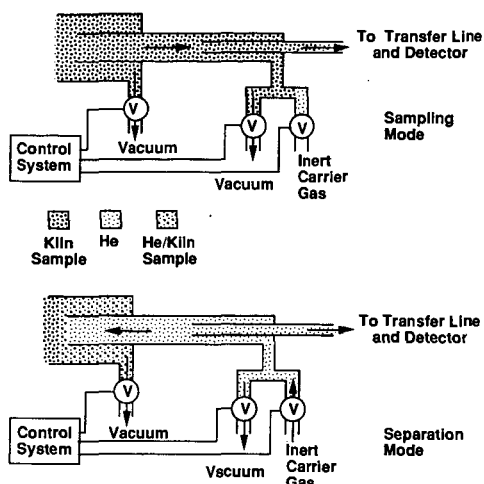 To Transfer Line
and Detector
V
V
V
Sampling
Mode
Control
System
Vacuum
Vacuum
Inert
Carrier
Gas
Kiln
Sample
He
He/Kiln
Sample
To Transfer Line
and Detector
V
V
V
Control
System
Vacuum
Vscuum
Inert
Carrier
Gas
Separation
Mode